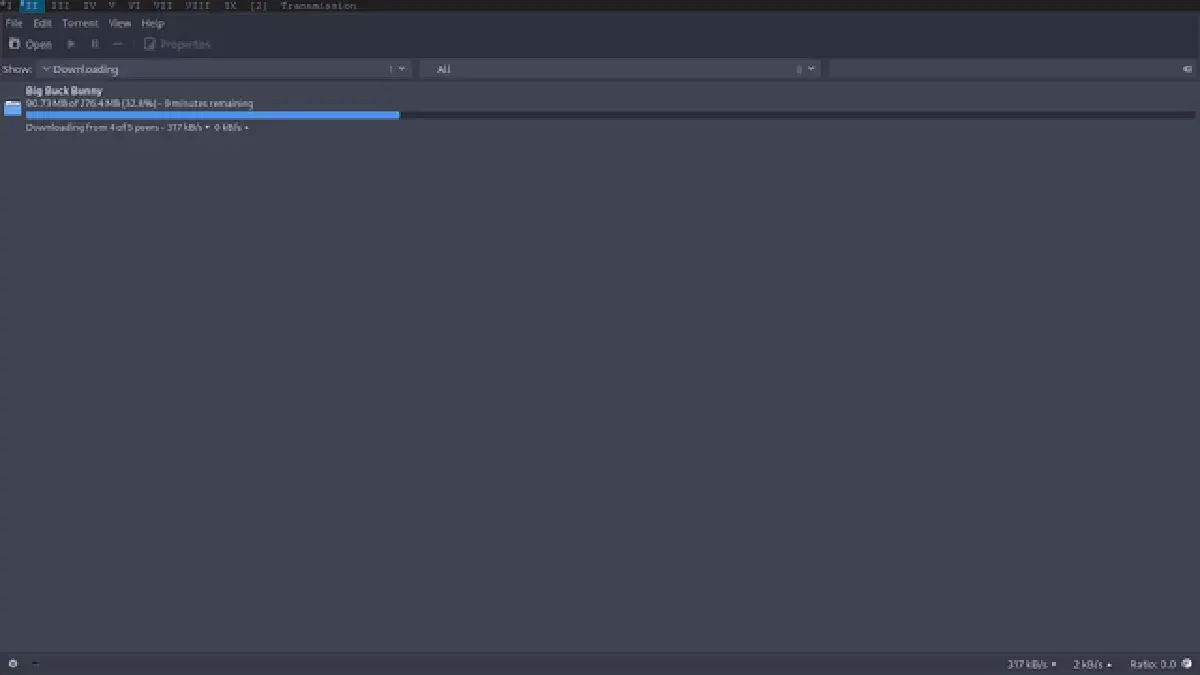 I II III IV V VI VII VIII IX [2] Transmission
File Edit Torrent View Help
Open Properties
Show: Downloading 1 All
Big Buck Bunny
90.73 MB of 276.4 MB (32.8%) - 9 minutes remaining
Downloading from 4 of 5 peers - 317 kB/s ▾ 0 kB/s ▴
317 kB/s ▾ 2 kB/s ▴ Ratio: 0.0